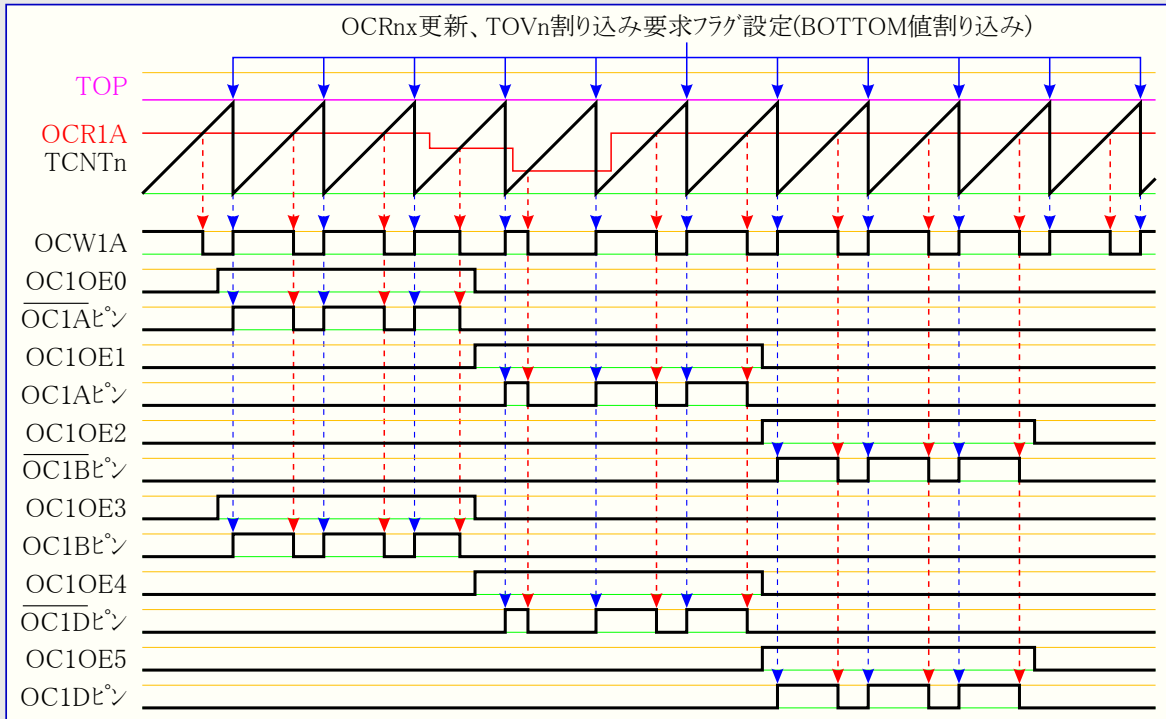 OCRnx更新、TOVn割り込み要求フラグ設定(BOTTOM値割り込み)
TOP
OCR1A
TCNTn
OCW1A
OC1OE0
OC1Aピン
OC1OE1
OC1Aピン
OC1OE2
OC1Bピン
OC1OE3
OC1Bピン
OC1OE4
OC1Dピン
OC1OE5
OC1Dピン